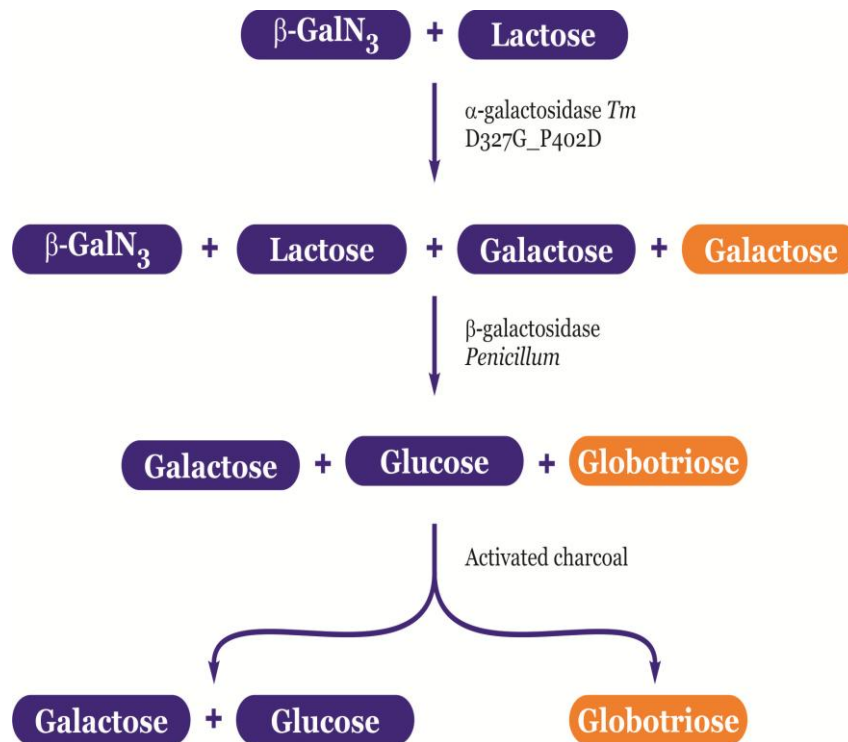 β-GalN₃ + Lactose
α-galactosidase Tm
D327G_P402D
β-GalN₃ + Lactose + Galactose + Galactose
β-galactosidase
Penicillum
Galactose + Glucose + Globotriose
Activated charcoal
Galactose + Glucose Globotriose